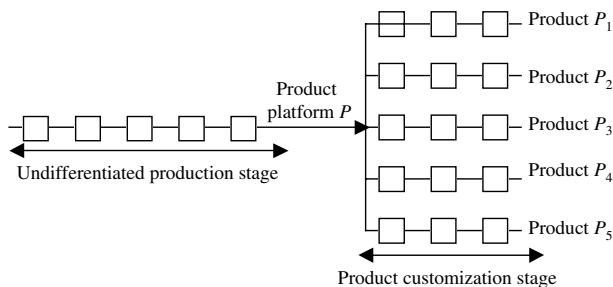 Product P₁
Product P₂
Product
platform P
Product P₃
Undifferentiated production stage
Product P₄
Product P₅
Product customization stage